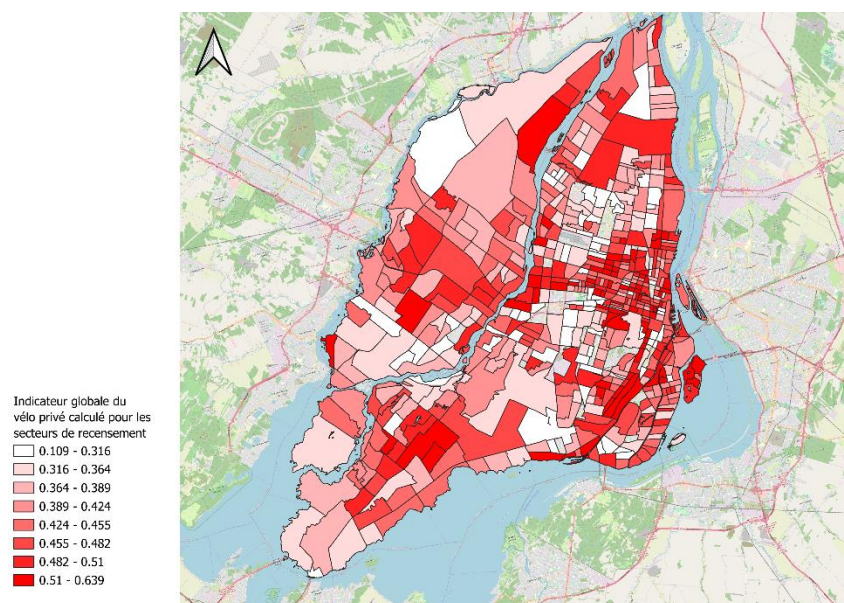 Indicateur globale du
vélo privé calculé pour les
secteurs de recensement
0.109 - 0.316
0.316 - 0.364
0.364 - 0.389
0.389 - 0.424
0.424 - 0.455
0.455 - 0.482
0.482 - 0.51
0.51 - 0.639